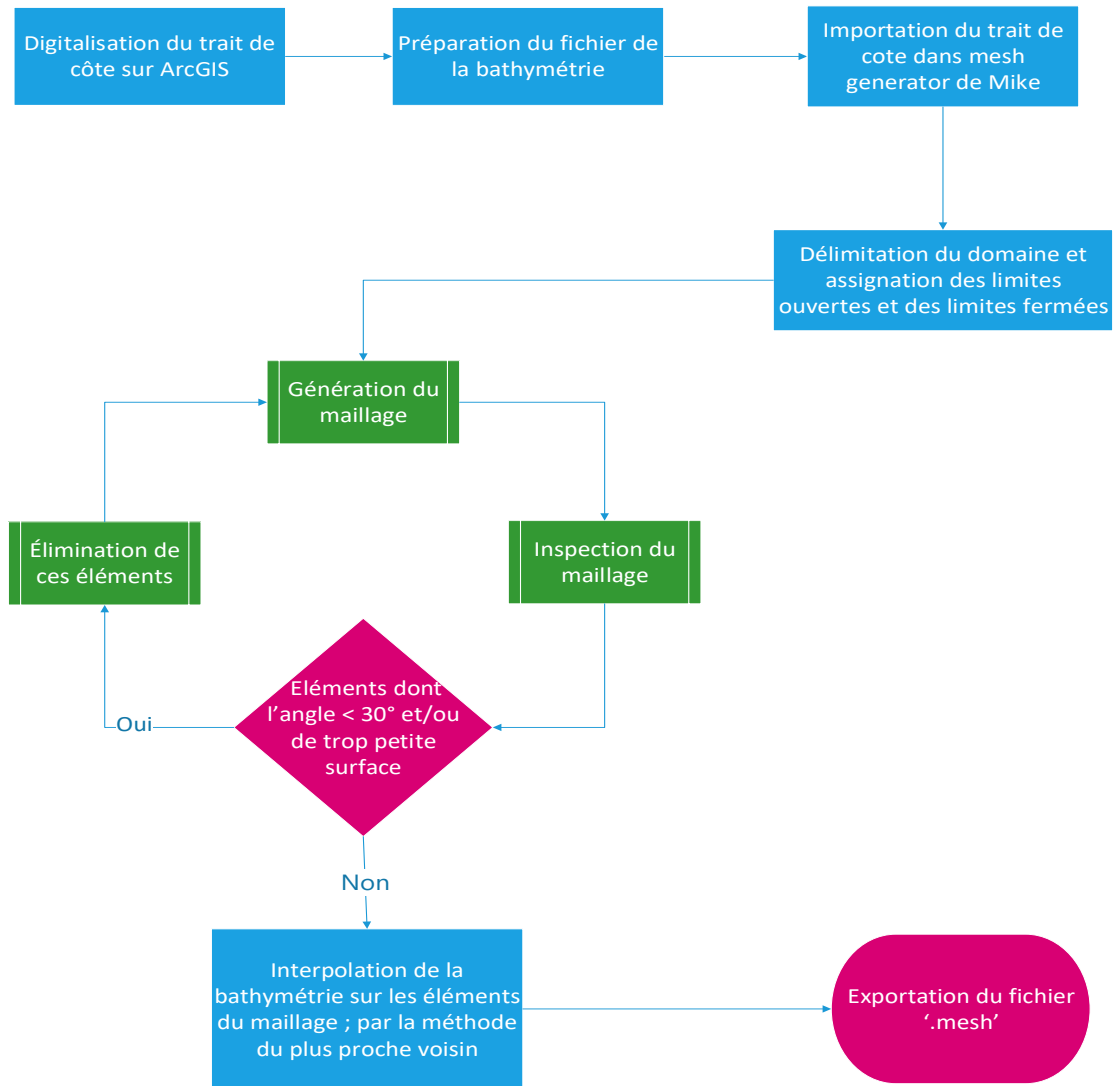 Digitalisation du trait de
côte sur ArcGIS
Préparation du fichier de
la bathymétrie
Importation du trait de
cote dans mesh
generator de Mike
Délimitation du domaine et
assignation des limites
ouvertes et des limites fermées
Génération du
maillage
Inspection du
maillage
Élimination de
ces éléments
Eléments dont
l’angle < 30° et/ou
de trop petite
surface
Oui
Non
Interpolation de la
bathymétrie sur les éléments
du maillage ; par la méthode
du plus proche voisin
Exportation du fichier
‘.mesh’